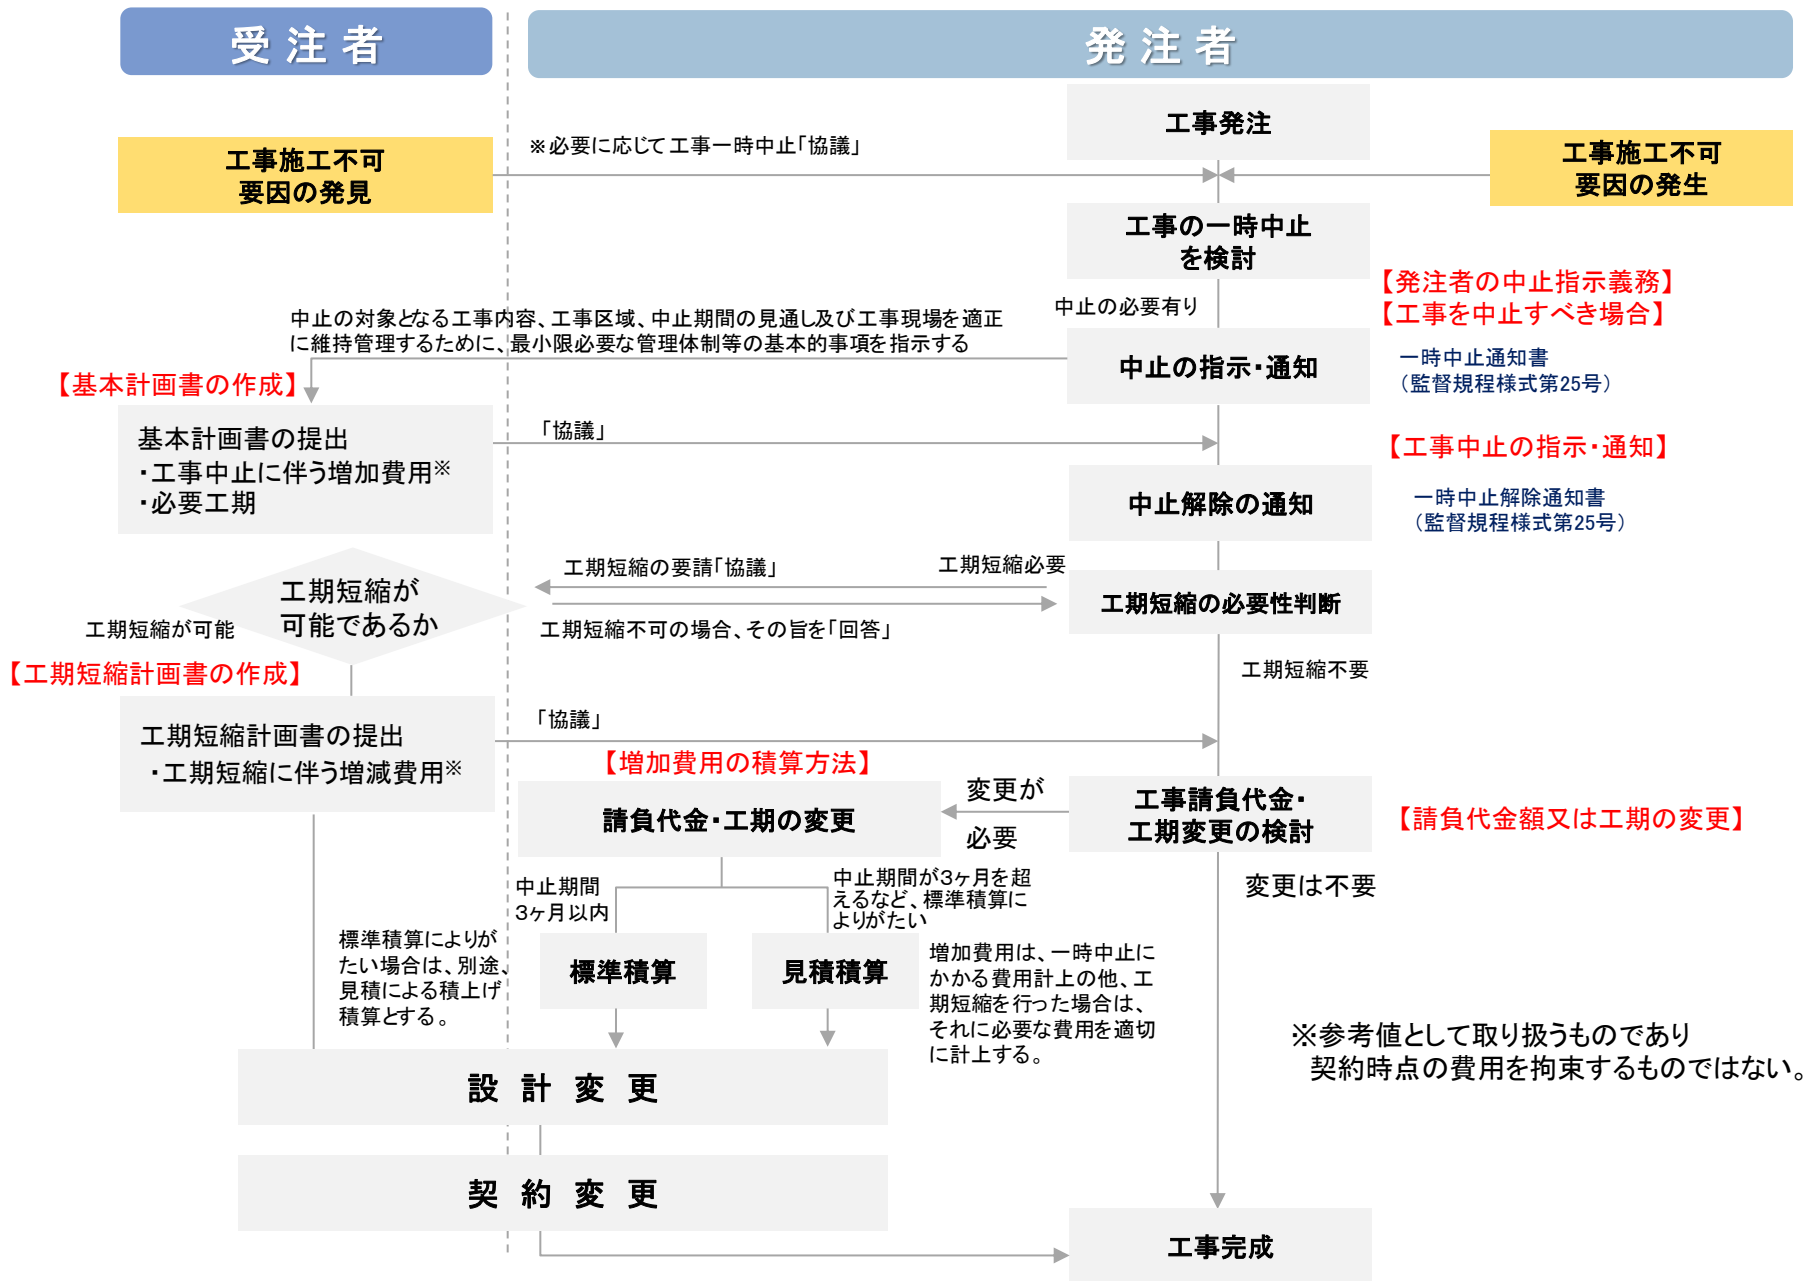 受注者
発注者
工事発注
※必要に応じて工事一時中止｢協議｣
工事施工不可
要因の発見
工事施工不可
要因の発生
工事の一時中止
を検討
【発注者の中止指示義務】
【工事を中止すべき場合】
中止の必要有り
中止の対象となる工事内容、工事区域、中止期間の見通し及び工事現場を適正
に維持管理するために、最小限必要な管理体制等の基本的事項を指示する
中止の指示・通知
一時中止通知書
（監督規程様式第25号）
【基本計画書の作成】
基本計画書の提出
・工事中止に伴う増加費用※
・必要工期
｢協議｣
【工事中止の指示・通知】
中止解除の通知
一時中止解除通知書
（監督規程様式第25号）
工期短縮の要請｢協議｣
工期短縮必要
工期短縮が
可能であるか
工期短縮の必要性判断
工期短縮が可能
工期短縮不可の場合、その旨を｢回答｣
【工期短縮計画書の作成】
工期短縮不要
工期短縮計画書の提出
・工期短縮に伴う増減費用※
｢協議｣
【増加費用の積算方法】
請負代金・工期の変更
変更が
必要
工事請負代金・
工期変更の検討
【請負代金額又は工期の変更】
中止期間
3ヶ月以内
中止期間が3ヶ月を超
えるなど、標準積算に
よりがたい
変更は不要
標準積算によりが
たい場合は、別途、
見積による積上げ
積算とする。
標準積算
見積積算
増加費用は、一時中止に
かかる費用計上の他、工
期短縮を行った場合は、
それに必要な費用を適切
に計上する。
※参考値として取り扱うものであり
契約時点の費用を拘束するものではない。
設計変更
契約変更
工事完成